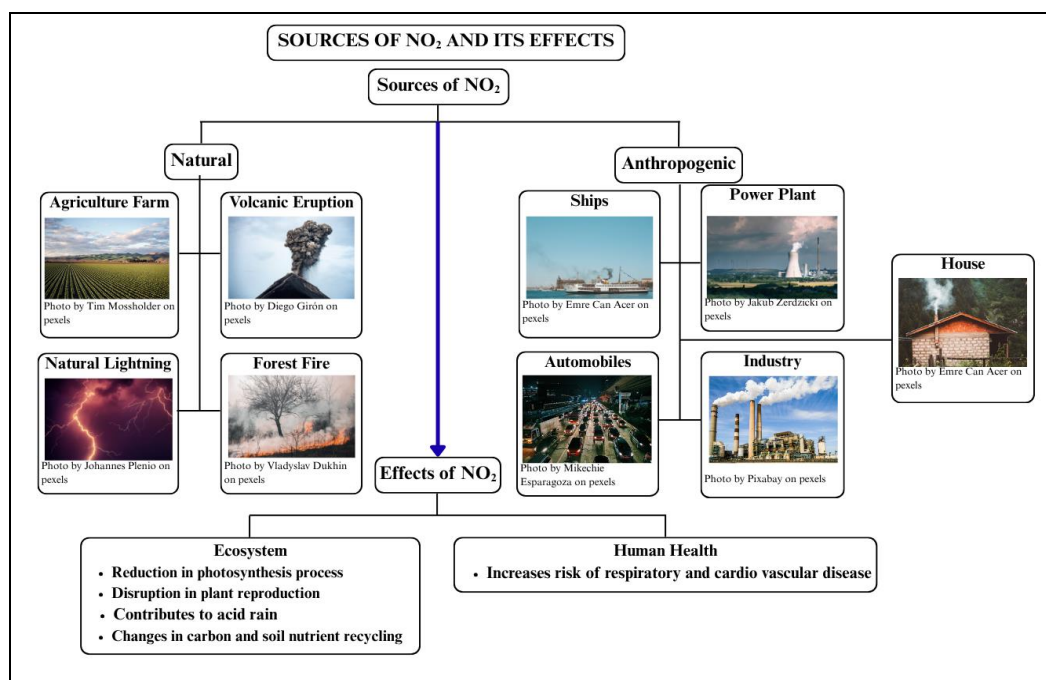 SOURCES OF NO₂ AND ITS EFFECTS
Sources of NO₂
Natural
Anthropogenic
Agriculture Farm
Photo by Tim Mossholder on
pexels
Volcanic Eruption
Photo by Diego Girón on
pexels
Ships
Photo by Emre Can Acer on
pexels
Power Plant
Photo by Jakub Zerdzicki on
pexels
House
Photo by Emre Can Acer on
pexels
Natural Lightning
Photo by Johannes Plenio on
pexels
Forest Fire
Photo by Vladyslav Dukhin
on pexels
Automobiles
Photo by Mikechie
Esparagoza on pexels
Industry
Photo by Pixabay on pexels
Effects of NO₂
Ecosystem
• Reduction in photosynthesis process
• Disruption in plant reproduction
• Contributes to acid rain
• Changes in carbon and soil nutrient recycling
Human Health
• Increases risk of respiratory and cardio vascular disease